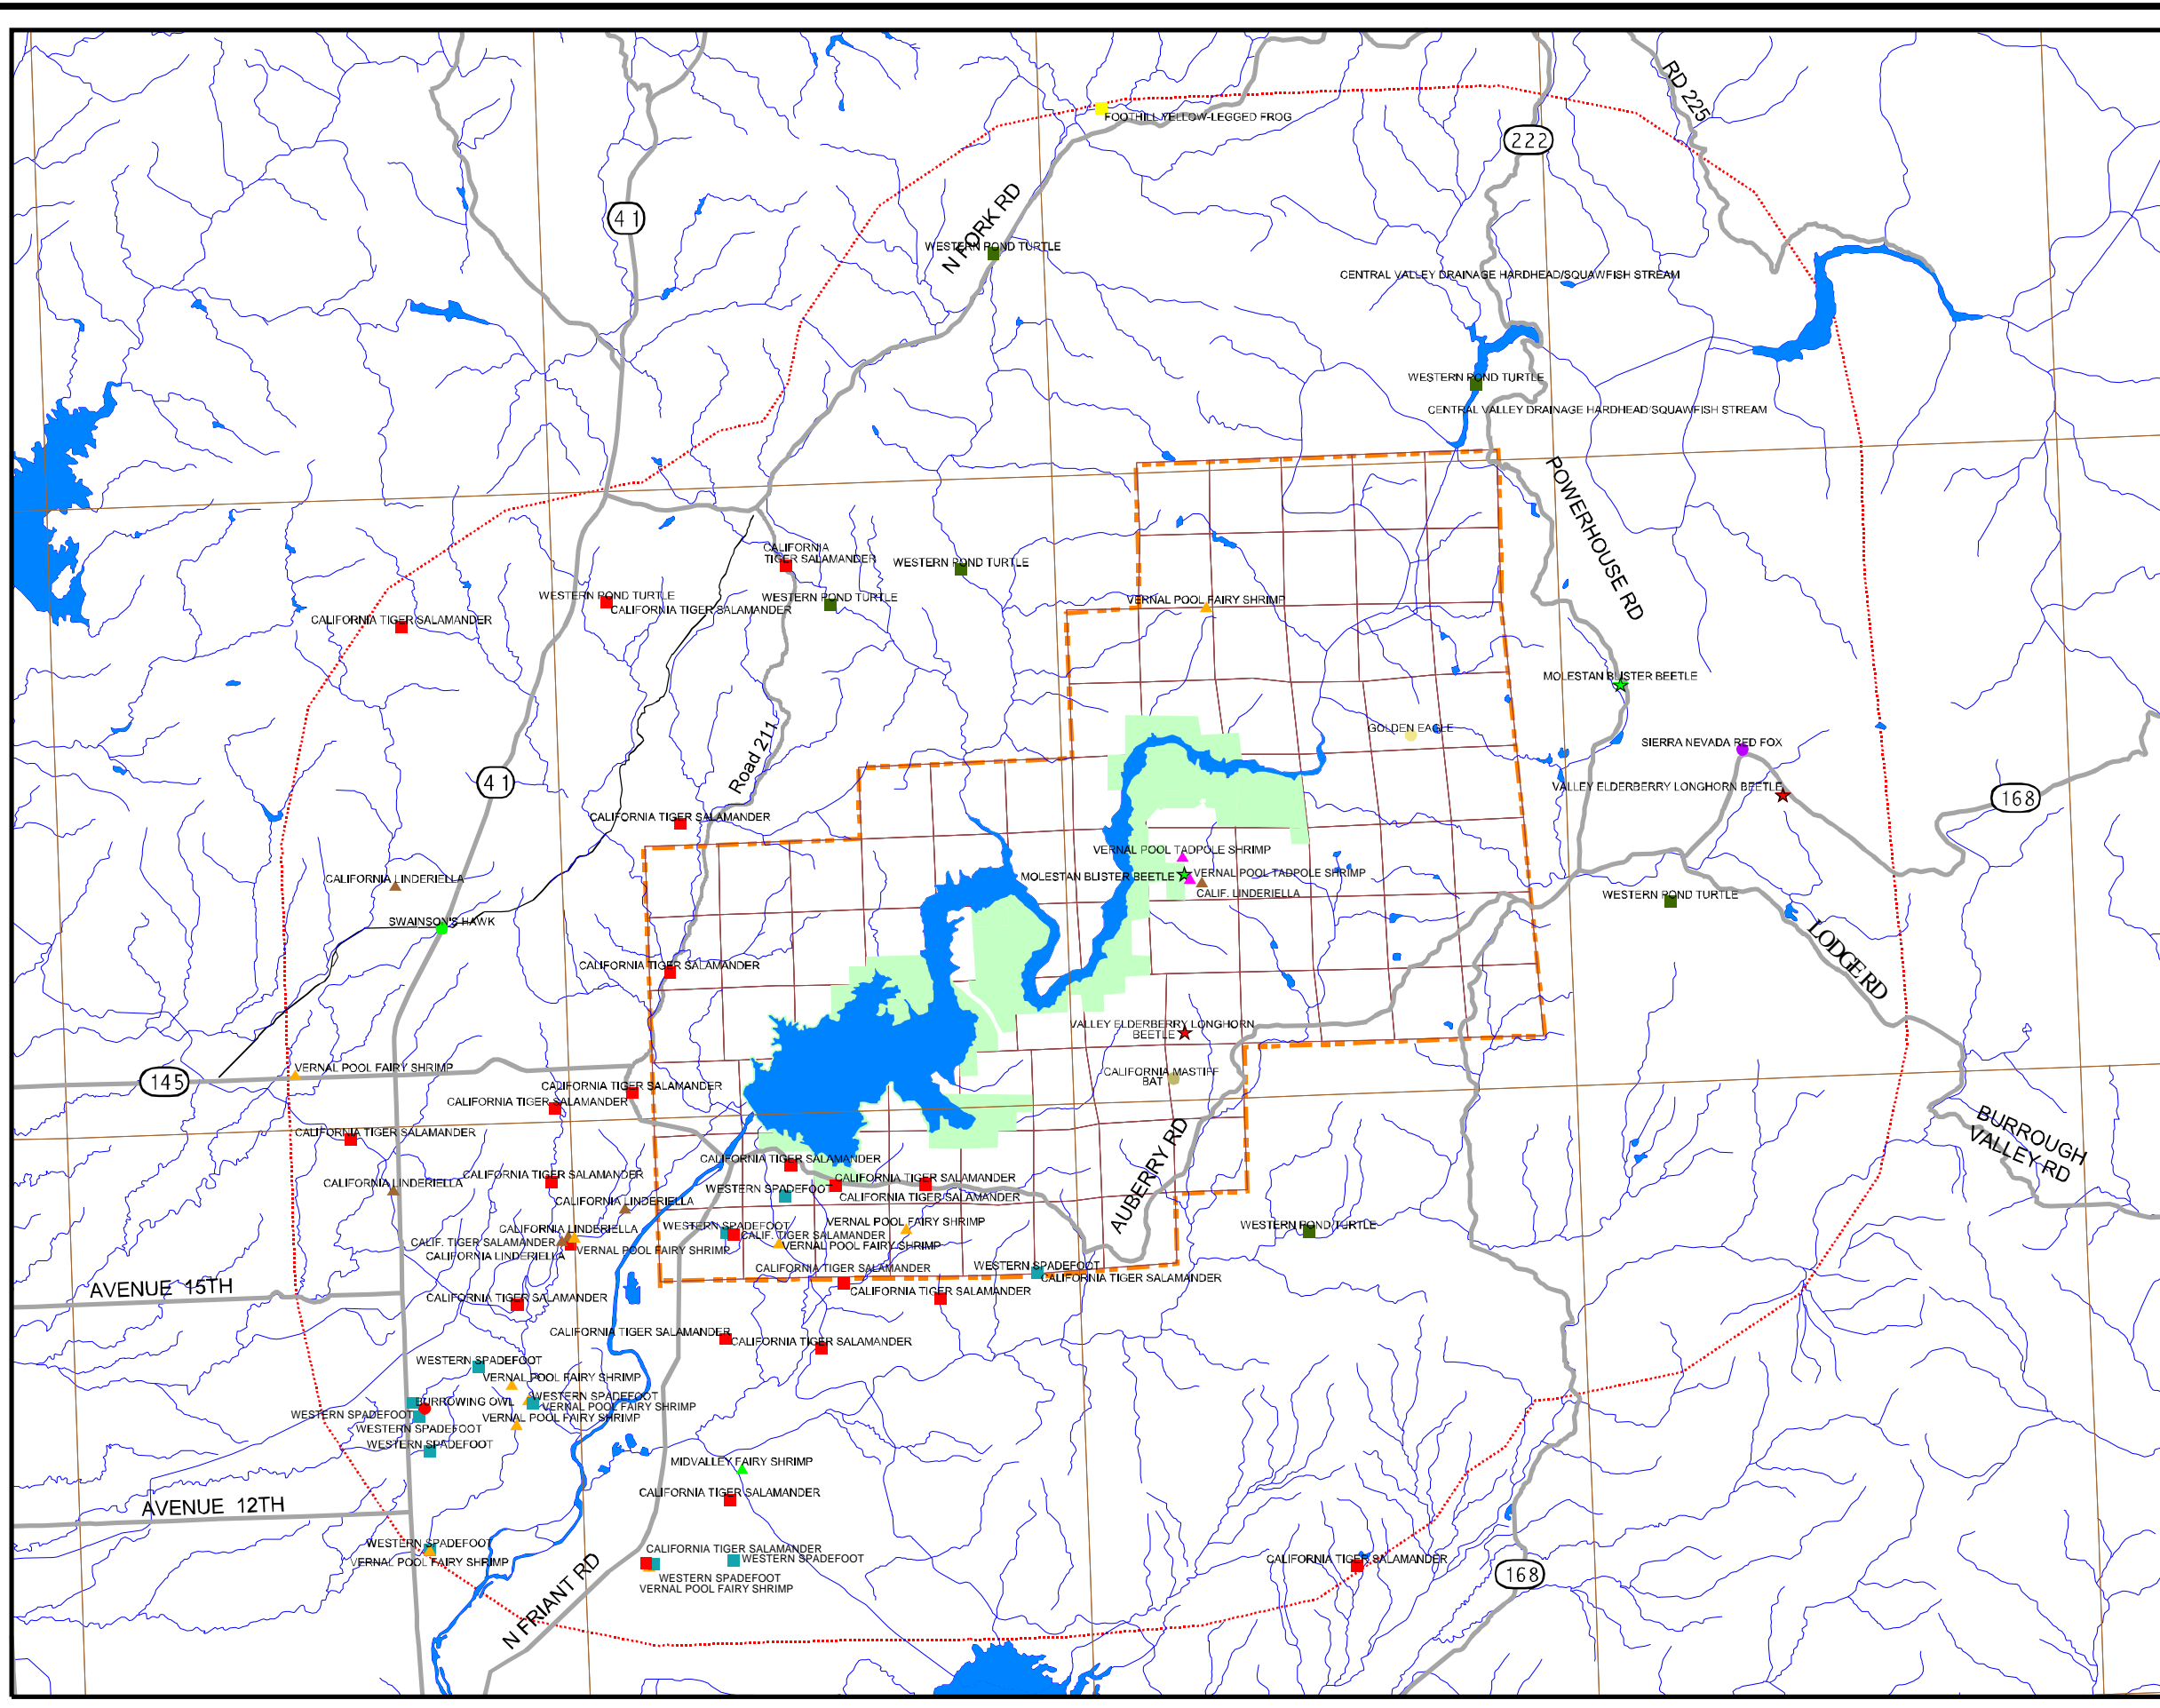 RD 225
FOOTHILL YELLOW-LEGGED FROG
222
41
N FORK RD
WESTERN POND TURTLE
CENTRAL VALLEY DRAINAGE HARDHEAD/SQUAWFISH STREAM
WESTERN POND TURTLE
CENTRAL VALLEY DRAINAGE HARDHEAD/SQUAWFISH STREAM
POWERHOUSE RD
CALIFORNIA
TIGER SALAMANDER
WESTERN POND TURTLE
WESTERN POND TURTLE
CALIFORNIA TIGER SALAMANDER
WESTERN POND TURTLE
VERNAL POOL FAIRY SHRIMP
CALIFORNIA TIGER SALAMANDER
MOLESTAN BLISTER BEETLE
GOLDEN EAGLE
SIERRA NEVADA RED FOX
Road 211
41
VALLEY ELDERBERRY LONGHORN BEETLE
168
CALIFORNIA TIGER SALAMANDER
VERNAL POOL TADPOLE SHRIMP
MOLESTAN BLISTER BEETLE
VERNAL POOL TADPOLE SHRIMP
CALIF. LINDERIELLA
CALIFORNIA LINDERIELLA
WESTERN POND TURTLE
SWAINSON'S HAWK
LODGE RD
CALIFORNIA TIGER SALAMANDER
VALLEY ELDERBERRY LONGHORN
BEETLE
145
VERNAL POOL FAIRY SHRIMP
CALIFORNIA MASTIFF
BAT
CALIFORNIA TIGER SALAMANDER
CALIFORNIA TIGER SALAMANDER
CALIFORNIA TIGER SALAMANDER
BURROUGH
VALLEY RD
AUBERRY RD
CALIFORNIA TIGER SALAMANDER
CALIFORNIA TIGER SALAMANDER
CALIFORNIA LINDERIELLA
CALIFORNIA TIGER SALAMANDER
WESTERN SPADEFOOT
CALIFORNIA TIGER SALAMANDER
CALIFORNIA LINDERIELLA
CALIFORNIA LINDERIELLA
WESTERN SPADEFOOT
VERNAL POOL FAIRY SHRIMP
WESTERN POND TURTLE
CALIF. TIGER SALAMANDER
CALIF. TIGER SALAMANDER
CALIFORNIA LINDERIELLA
VERNAL POOL FAIRY SHRIMP
VERNAL POOL FAIRY SHRIMP
CALIFORNIA TIGER SALAMANDER
WESTERN SPADEFOOT
CALIFORNIA TIGER SALAMANDER
AVENUE 15TH
CALIFORNIA TIGER SALAMANDER
CALIFORNIA TIGER SALAMANDER
CALIFORNIA TIGER SALAMANDER
CALIFORNIA TIGER SALAMANDER
WESTERN SPADEFOOT
VERNAL POOL FAIRY SHRIMP
BURROWING OWL
WESTERN SPADEFOOT
VERNAL POOL FAIRY SHRIMP
WESTERN SPADEFOOT
VERNAL POOL FAIRY SHRIMP
WESTERN SPADEFOOT
WESTERN SPADEFOOT
MIDVALLEY FAIRY SHRIMP
CALIFORNIA TIGER SALAMANDER
AVENUE 12TH
WESTERN SPADEFOOT
VERNAL POOL FAIRY SHRIMP
CALIFORNIA TIGER SALAMANDER
WESTERN SPADEFOOT
WESTERN SPADEFOOT
VERNAL POOL FAIRY SHRIMP
CALIFORNIA TIGER SALAMANDER
168
N FRIANT RD